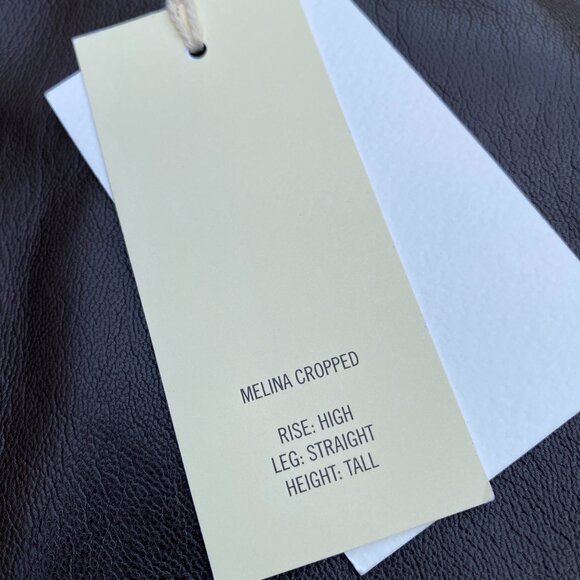 MELINA CROPPED
RISE: HIGH
LEG: STRAIGHT
HEIGHT: TALL